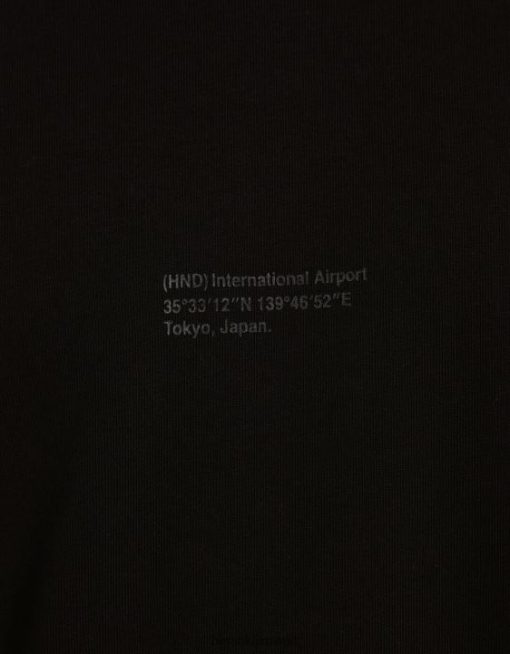 (HND) International Airport
35°33'12"N 139°46'52"E
Tokyo, Japan.